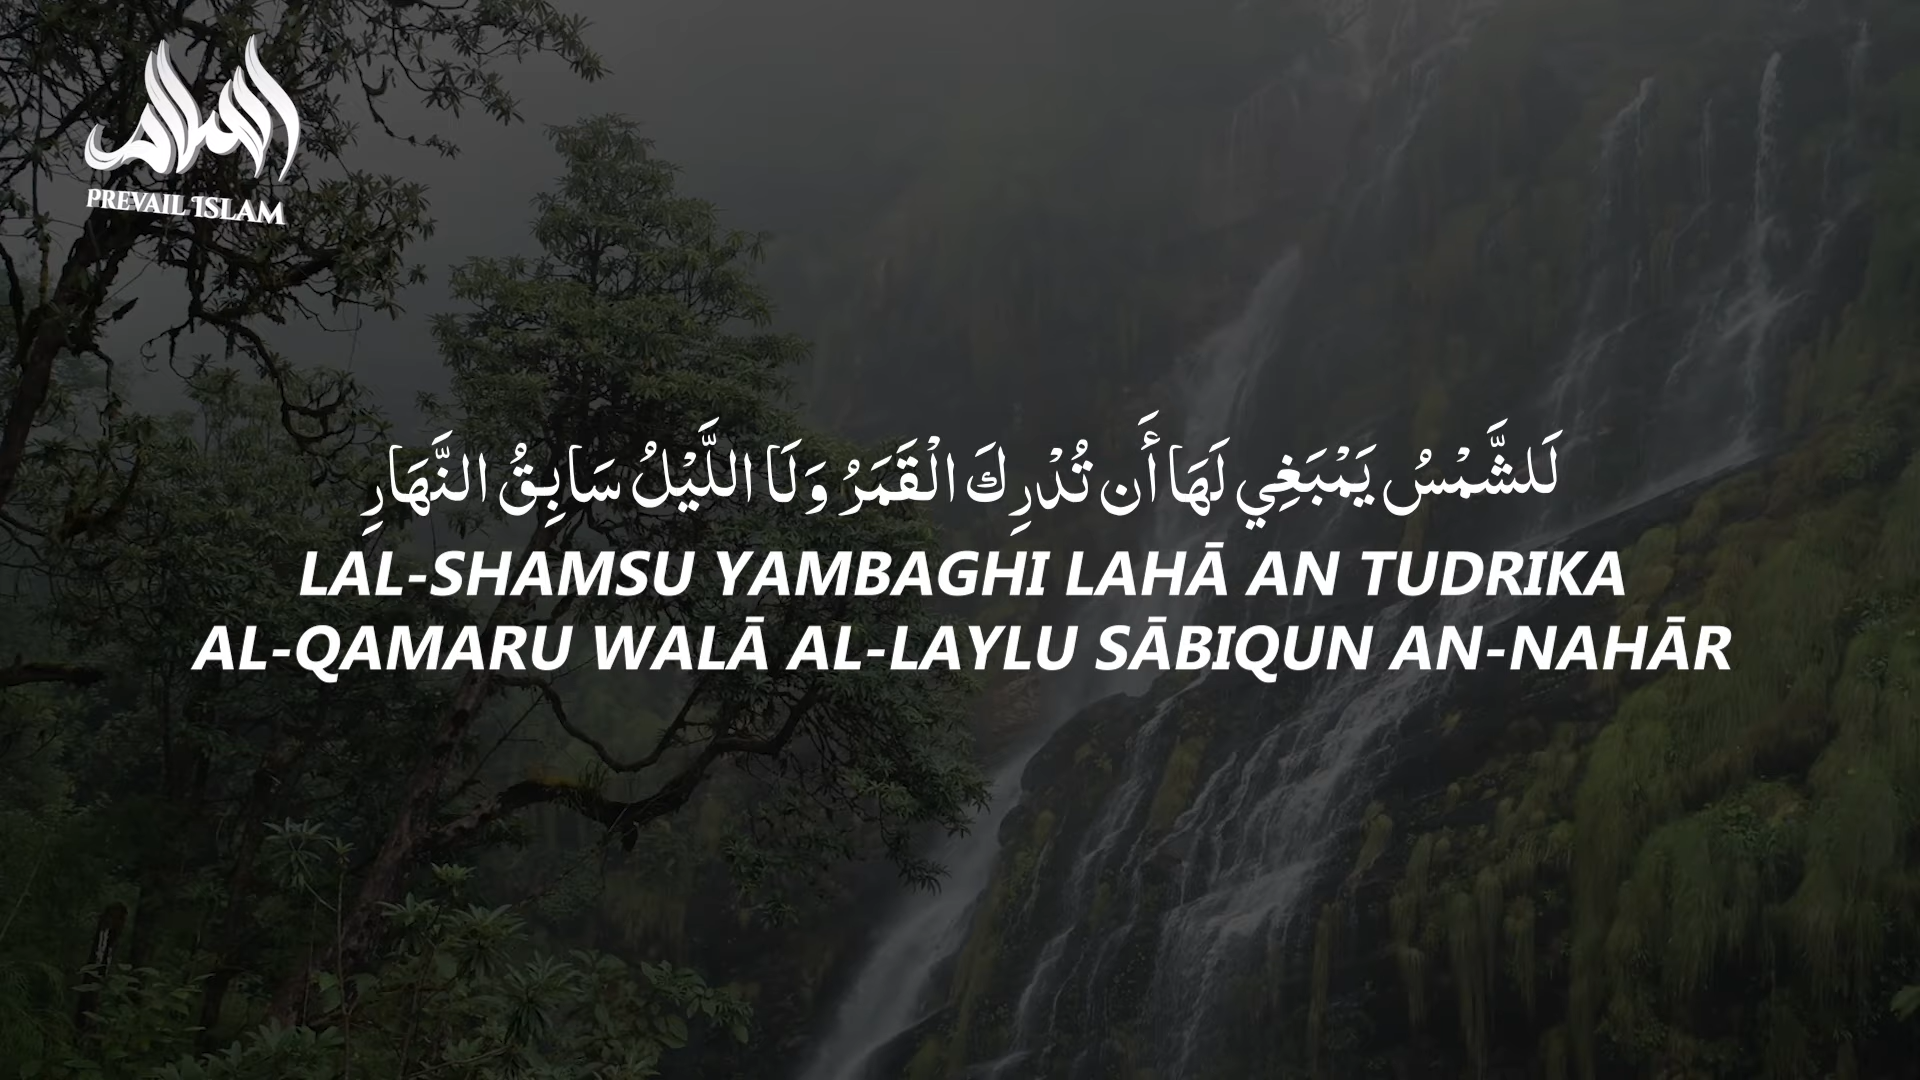 السلام
PREVAIL ISLAM
لَلشَّمْسُ يَمْبَغِي لَهَا أَن تُدْرِكَ الْقَمَرُ وَلَا اللَّيْلُ سَابِقُ النَّهَارِ
LAL-SHAMSU YAMBAGHI LAHĀ AN TUDRIKA
AL-QAMARU WALĀ AL-LAYLU SĀBIQUN AN-NAHĀR